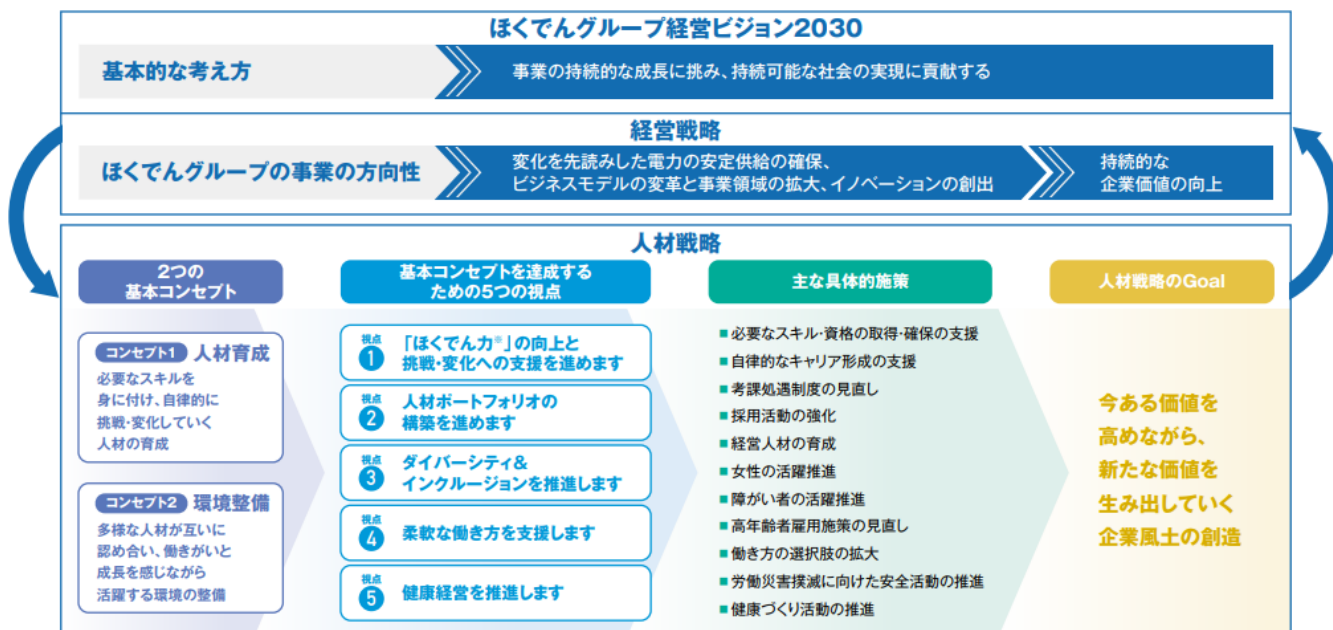 ほくでんグループ経営ビジョン2030
基本的な考え方
事業の持続的な成長に挑み、持続可能な社会の実現に貢献する
経営戦略
ほくでんグループの事業の方向性
変化を先読みした電力の安定供給の確保、
ビジネスモデルの変革と事業領域の拡大、イノベーションの創出
持続的な
企業価値の向上
人材戦略
2つの
基本コンセプト
コンセプト1 人材育成
必要なスキルを
身に付け、自律的に
挑戦・変化していく
人材の育成
コンセプト2 環境整備
多様な人材が互いに
認め合い、働きがいと
成長を感じながら
活躍する環境の整備
基本コンセプトを達成する
ための5つの視点
視点
1
「ほくでん力※」の向上と
挑戦・変化への支援を進めます
視点
2
人材ポートフォリオの
構築を進めます
視点
3
ダイバーシティ&
インクルージョンを推進します
視点
4
柔軟な働き方を支援します
視点
5
健康経営を推進します
主な具体的施策
■必要なスキル・資格の取得・確保の支援
■自律的なキャリア形成の支援
■考課処遇制度の見直し
■採用活動の強化
■経営人材の育成
■女性の活躍推進
■障がい者の活躍推進
■高年齢者雇用施策の見直し
■働き方の選択肢の拡大
■労働災害撲滅に向けた安全活動の推進
■健康づくり活動の推進
人材戦略のGoal
今ある価値を
高めながら、
新たな価値を
生み出していく
企業風土の創造